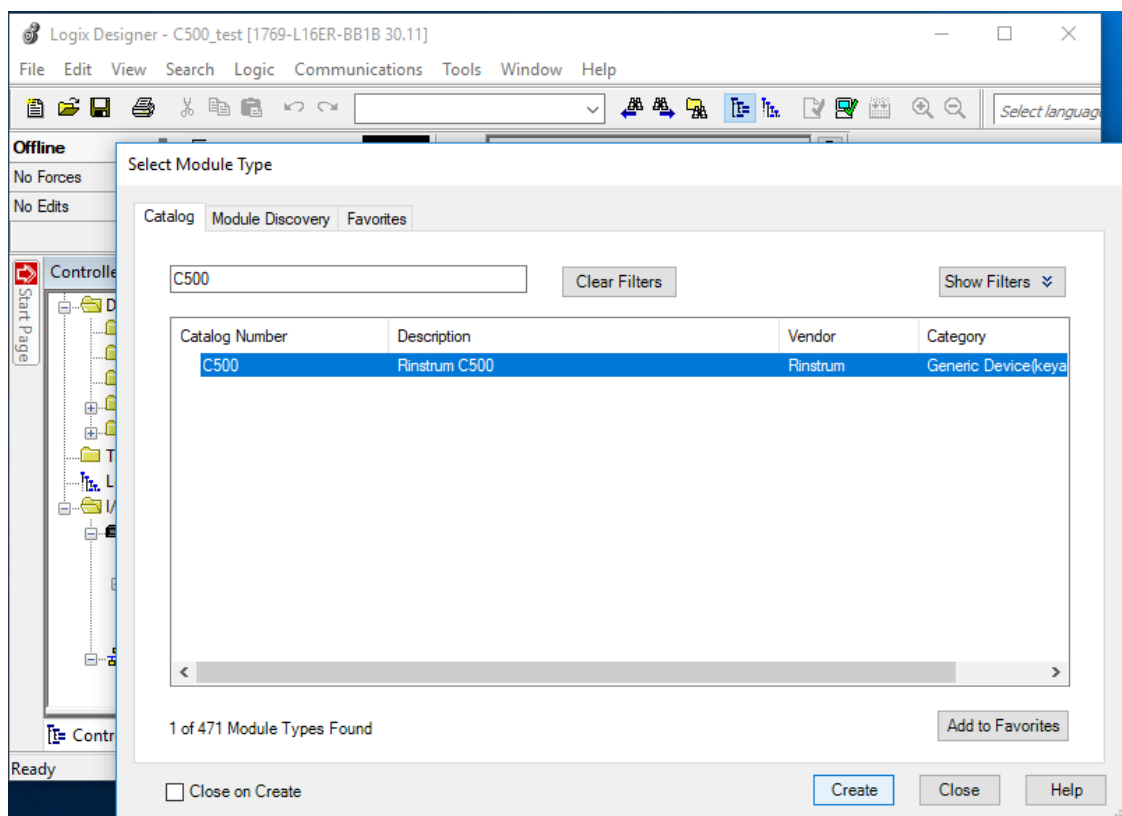 Logix Designer - C500_test [1769-L16ER-BB1B 30.11]
File Edit View Search Logic Communications Tools Window Help
Select languag
Offline
No Forces
No Edits
Select Module Type
Catalog Module Discovery Favorites
Start Page
Controlle
C500
Clear Filters
Show Filters
Catalog Number Description Vendor Category
C500 Rinstrum C500 Rinstrum Generic Device(keya
D
T
L
I/
1 of 471 Module Types Found
Add to Favorites
Contr
Ready
Close on Create
Create
Close
Help